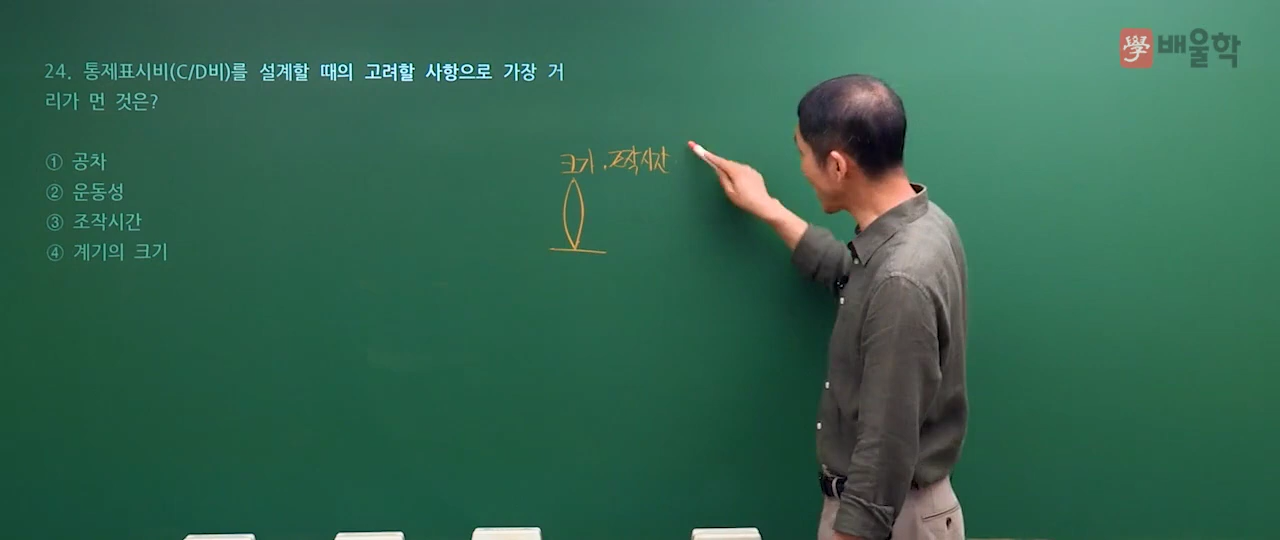 24. 통제표시비(C/D비)를 설계할 때의 고려할 사항으로 가장 거
리가 먼 것은?
① 공차
② 운동성
③ 조작시간
④ 계기의 크기
크기 . 조작시간
學 배울학